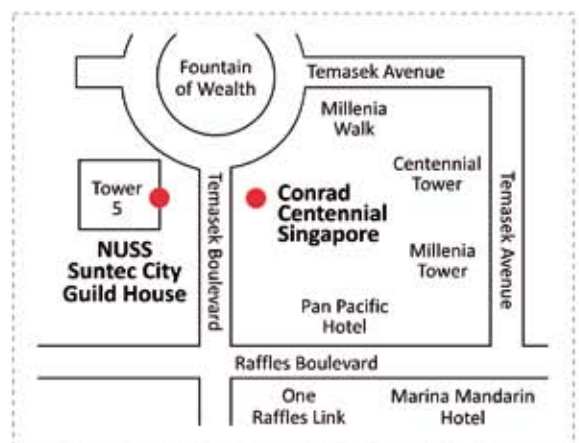 Fountain
of Wealth
Temasek Avenue
Millenia
Walk
Centennial
Tower
Tower
5
Temasek Boulevard
Conrad
Centennial
Singapore
Temasek Avenue
NUSS
Suntec City
Guild House
Millenia
Tower
Pan Pacific
Hotel
Raffles Boulevard
One
Raffles Link
Marina Mandarin
Hotel